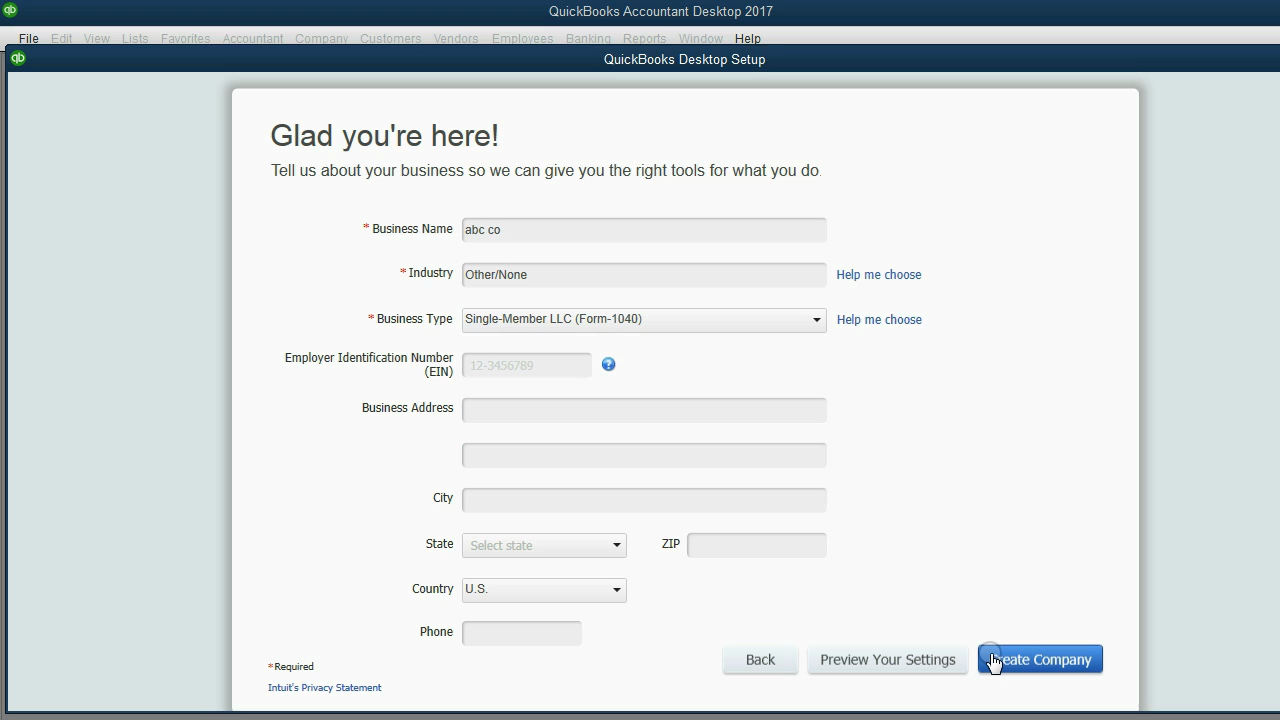 qb
QuickBooks Accountant Desktop 2017
File Edit View Lists Favorites Accountant Company Customers Vendors Employees Banking Reports Window Help
qb
QuickBooks Desktop Setup
Glad you're here!
Tell us about your business so we can give you the right tools for what you do.
* Business Name abc co
* Industry Other/None Help me choose
* Business Type Single-Member LLC (Form-1040) Help me choose
Employer Identification Number
(EIN) 12-3456789 ?
Business Address
City
State Select state ZIP
Country U.S.
Phone
Back Preview Your Settings Create Company
*Required
Intuit's Privacy Statement